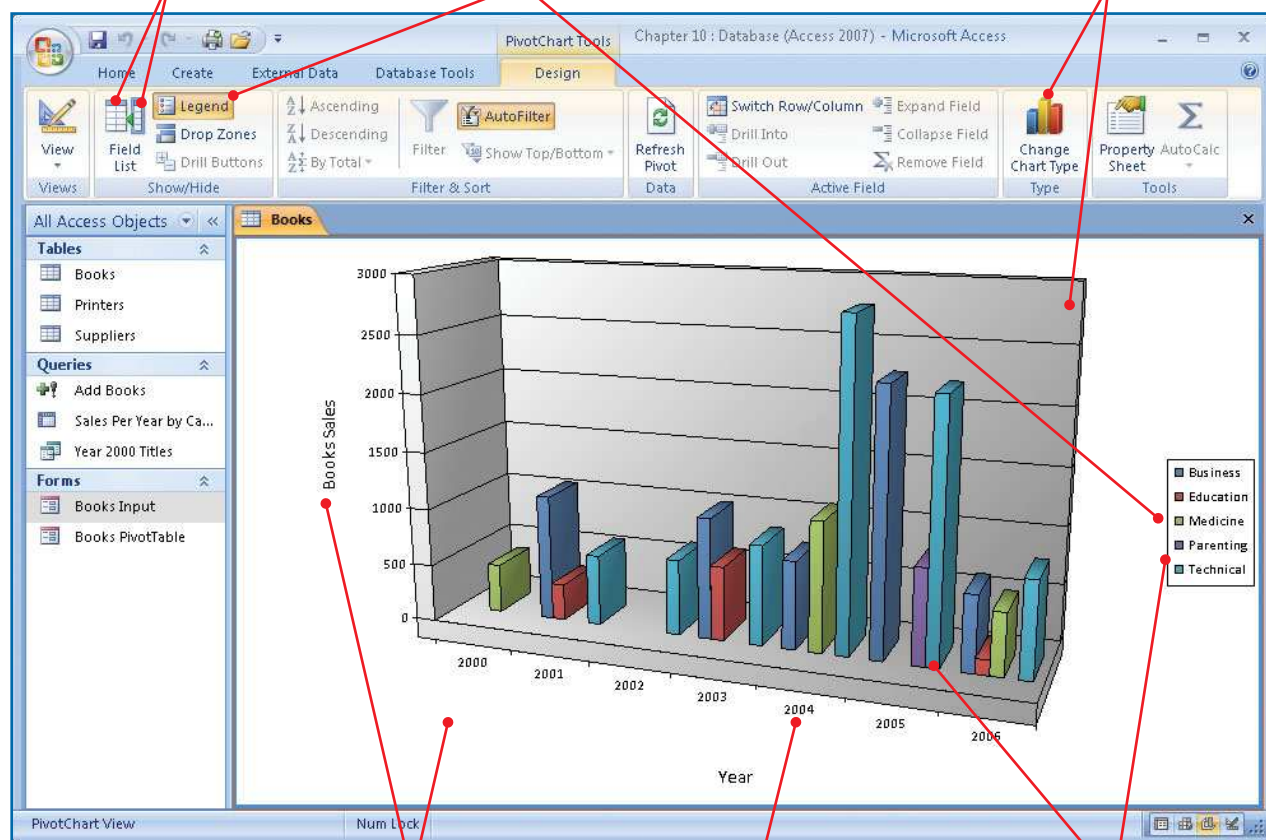 PivotChart Tools
Chapter 10 : Database (Access 2007) - Microsoft Access
Home Create External Data Database Tools Design
View
Views
Field List
Legend
Drop Zones
Drill Buttons
Show/Hide
Ascending
Descending
By Total
Filter
AutoFilter
Show Top/Bottom
Filter & Sort
Refresh Pivot
Data
Switch Row/Column
Drill Into
Drill Out
Expand Field
Collapse Field
Remove Field
Active Field
Change Chart Type
Type
Property Sheet
AutoCalc
Tools
All Access Objects
Tables
Books
Printers
Suppliers
Queries
Add Books
Sales Per Year by Ca...
Year 2000 Titles
Forms
Books Input
Books PivotTable
Books
3000
2500
2000
1500
1000
500
0
Books Sales
2000
2001
2002
2003
2004
2005
2006
Year
Business
Education
Medicine
Parenting
Technical
PivotChart View
Num Lock